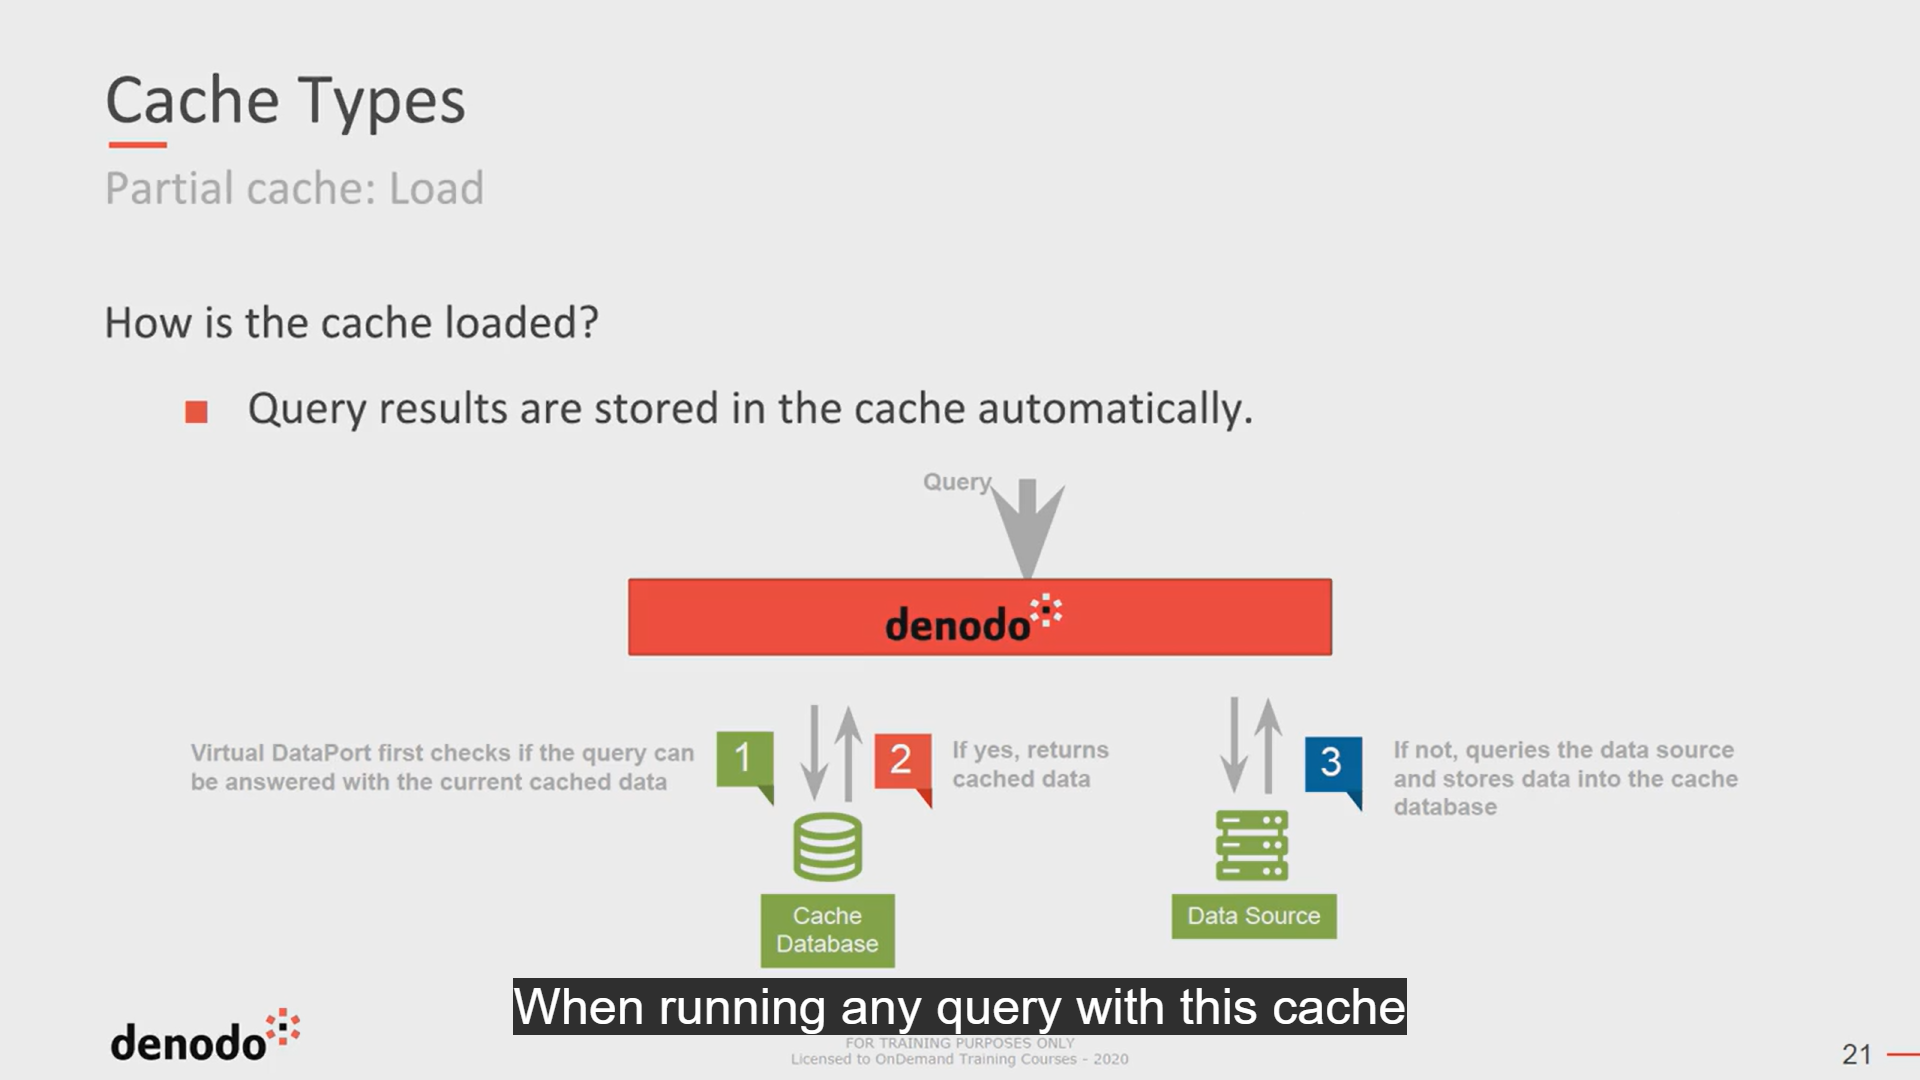 Cache Types
Partial cache: Load
How is the cache loaded?
Query results are stored in the cache automatically.
Query
denodo
Virtual DataPort first checks if the query can
be answered with the current cached data
1
2
If yes, returns
cached data
3
If not, queries the data source
and stores data into the cache
database
Cache
Database
Data Source
When running any query with this cache
denodo
FOR TRAINING PURPOSES ONLY
Licensed to OnDemand Training Courses - 2020
21